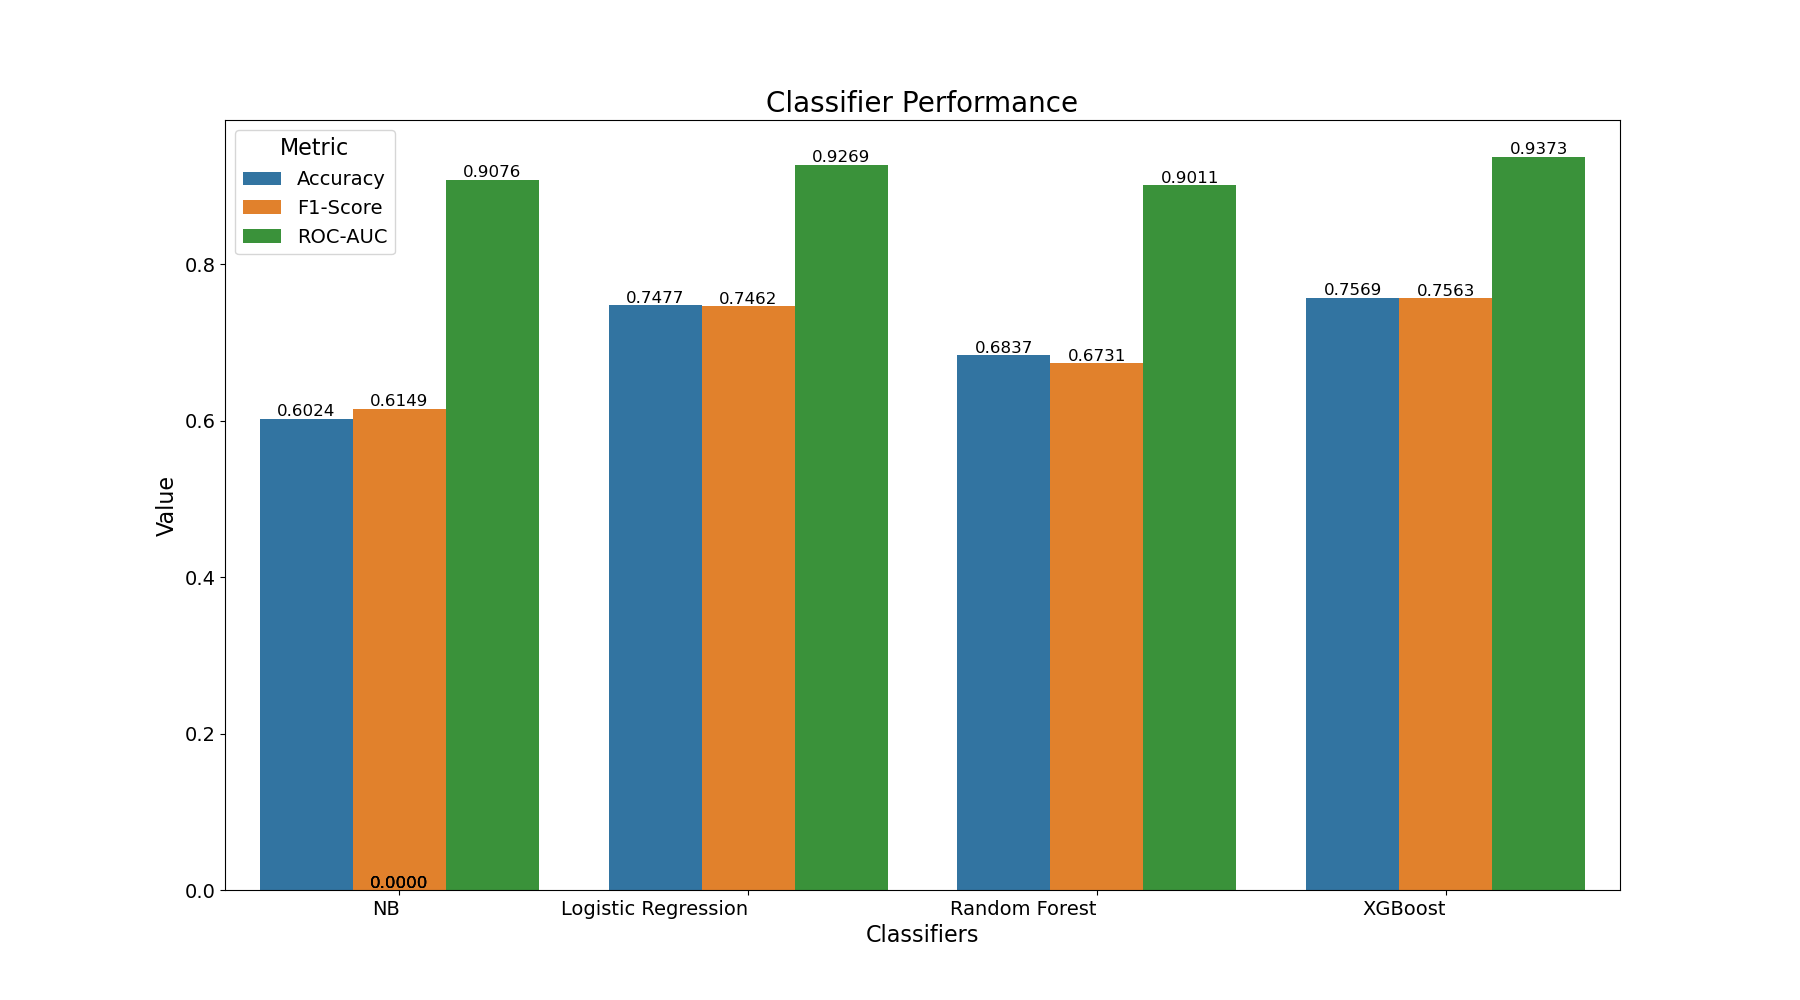 Classifier Performance
Metric
Accuracy
F1-Score
ROC-AUC
0.6024
0.6149
0.9076
0.7477
0.7462
0.9269
0.6837
0.6731
0.9011
0.7569
0.7563
0.9373
0.0000
0.8
0.6
0.4
0.2
0.0
Value
NB
Logistic Regression
Random Forest
XGBoost
Classifiers